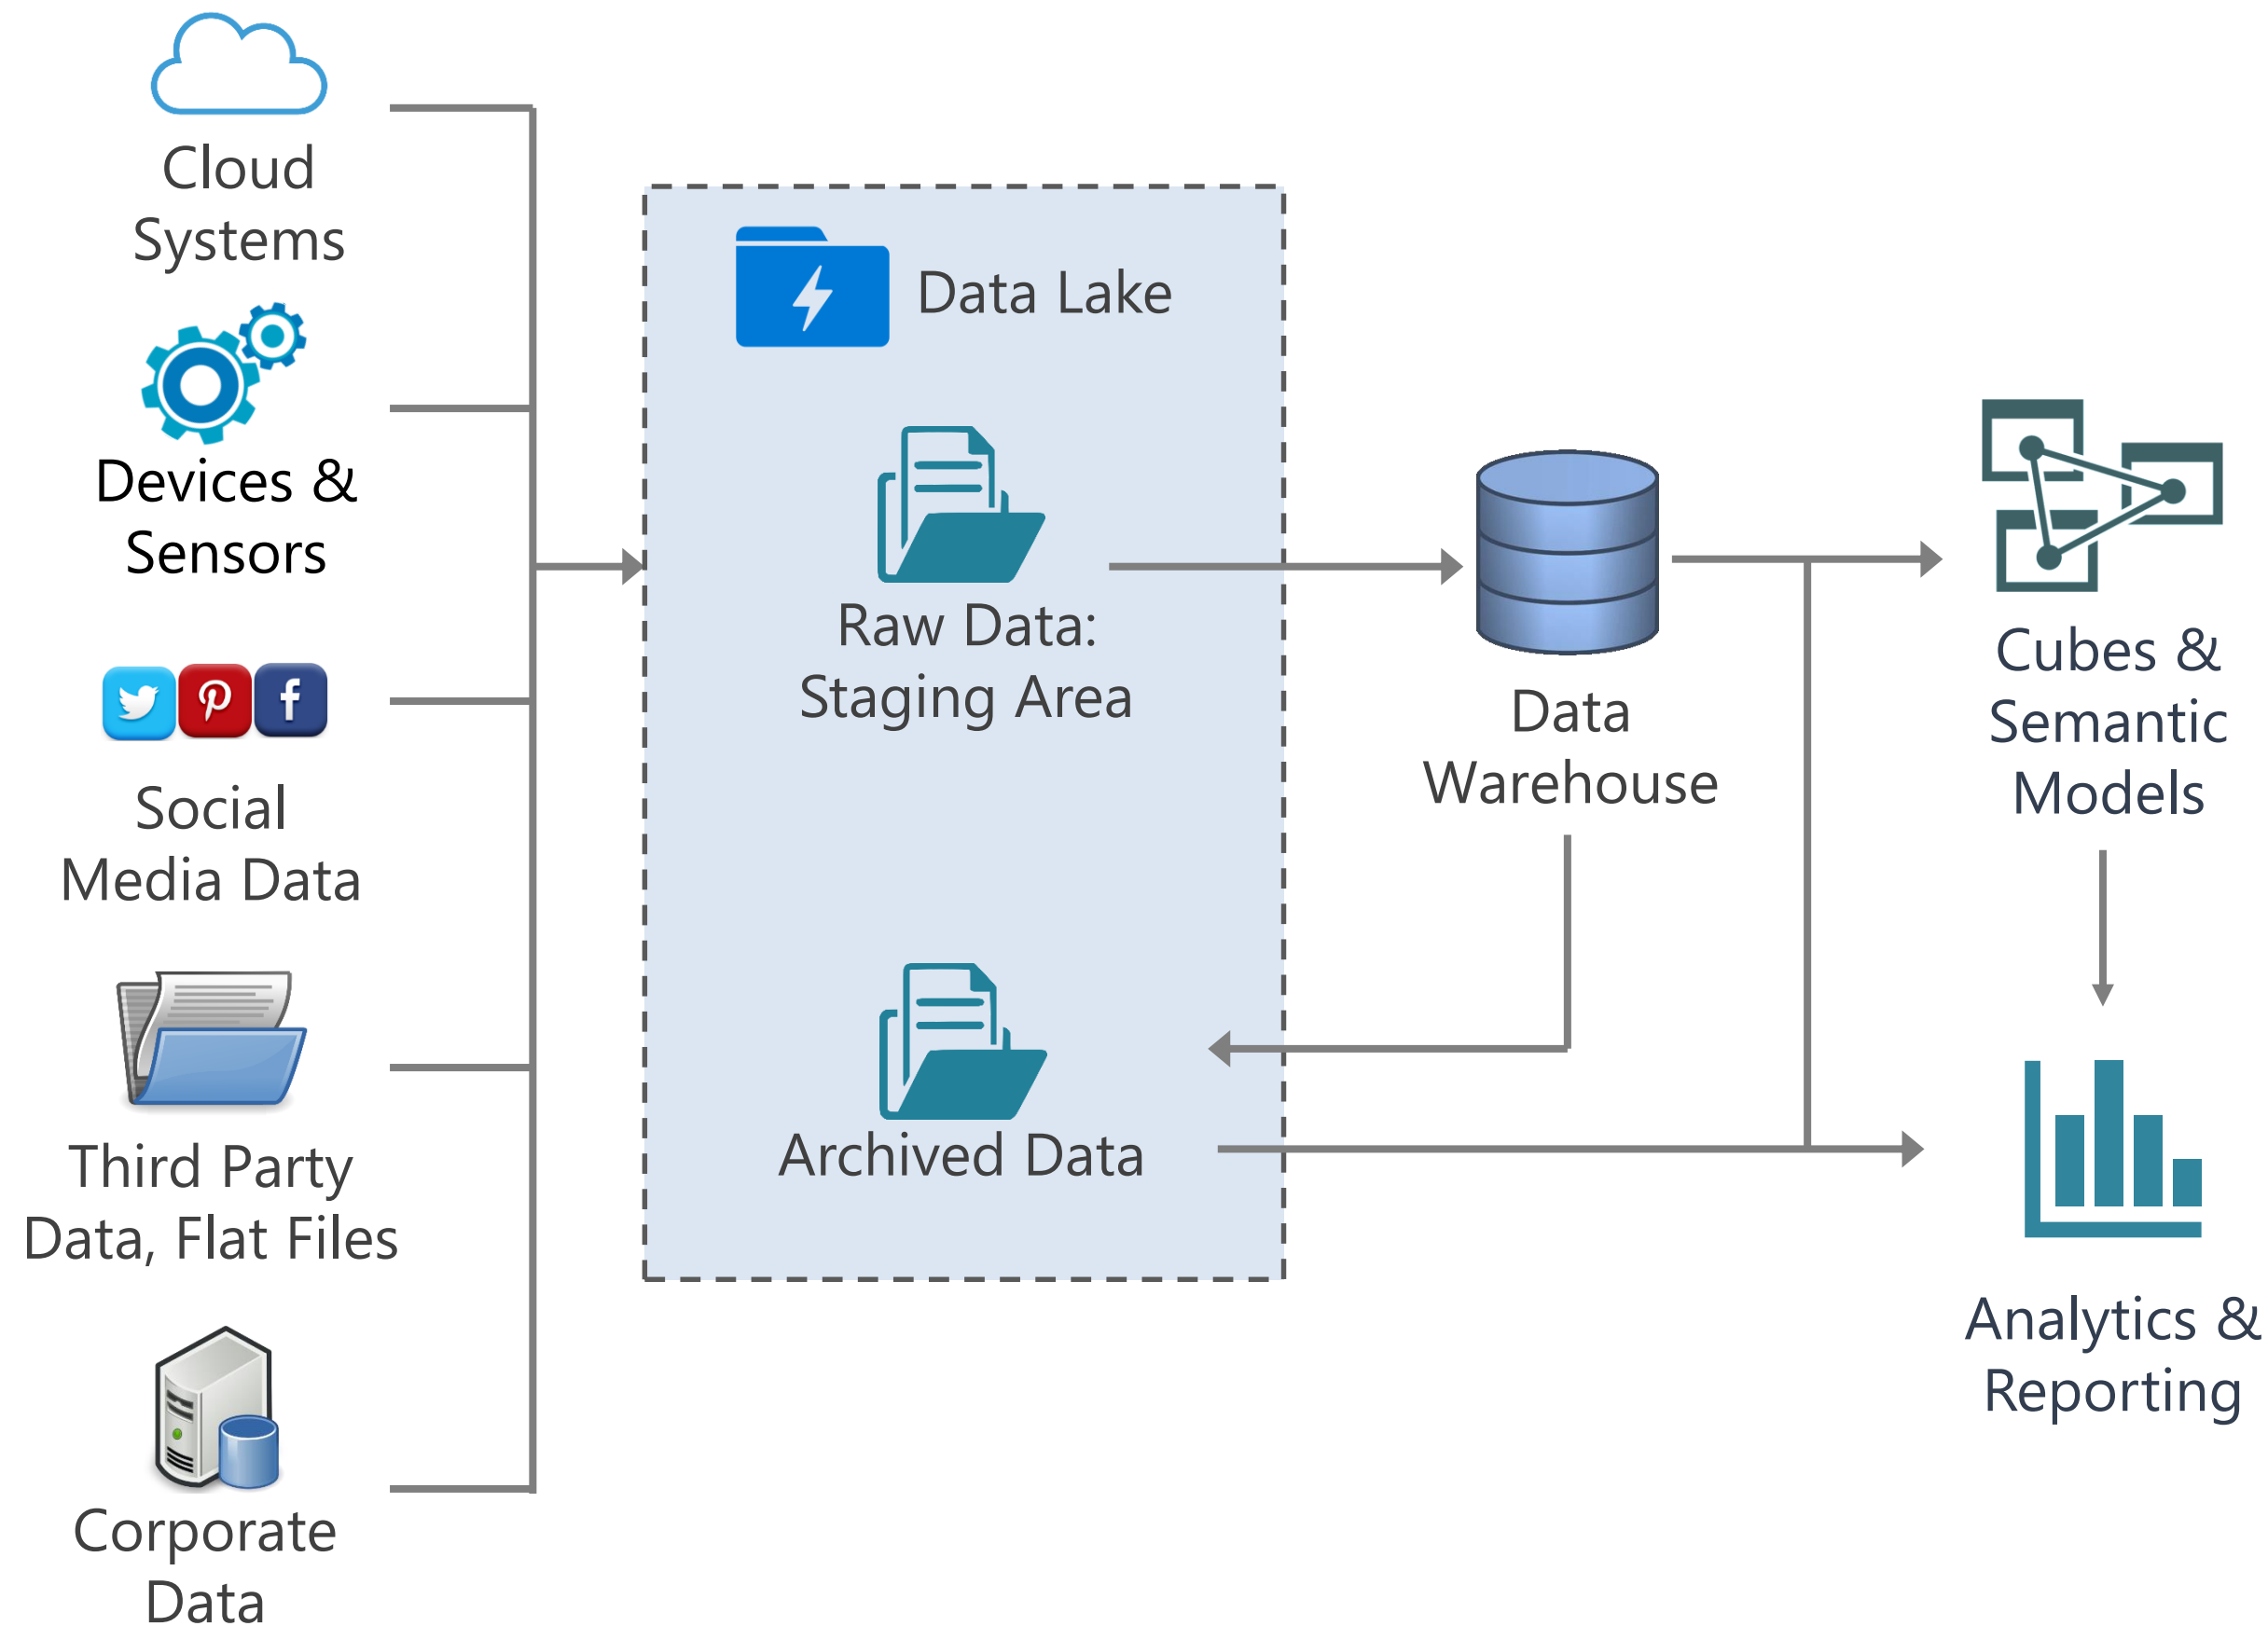 Cloud
Systems
Devices &
Sensors
Social
Media Data
Third Party
Data, Flat Files
Corporate
Data
Data Lake
Raw Data:
Staging Area
Archived Data
Data
Warehouse
Cubes &
Semantic
Models
Analytics &
Reporting